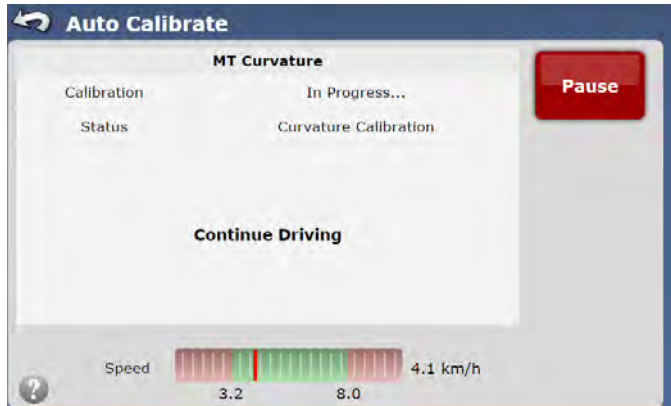 Auto Calibrate
MT Curvature
Calibration In Progress...
Status Curvature Calibration
Pause
Continue Driving
Speed 4.1 km/h
3.2 8.0
?